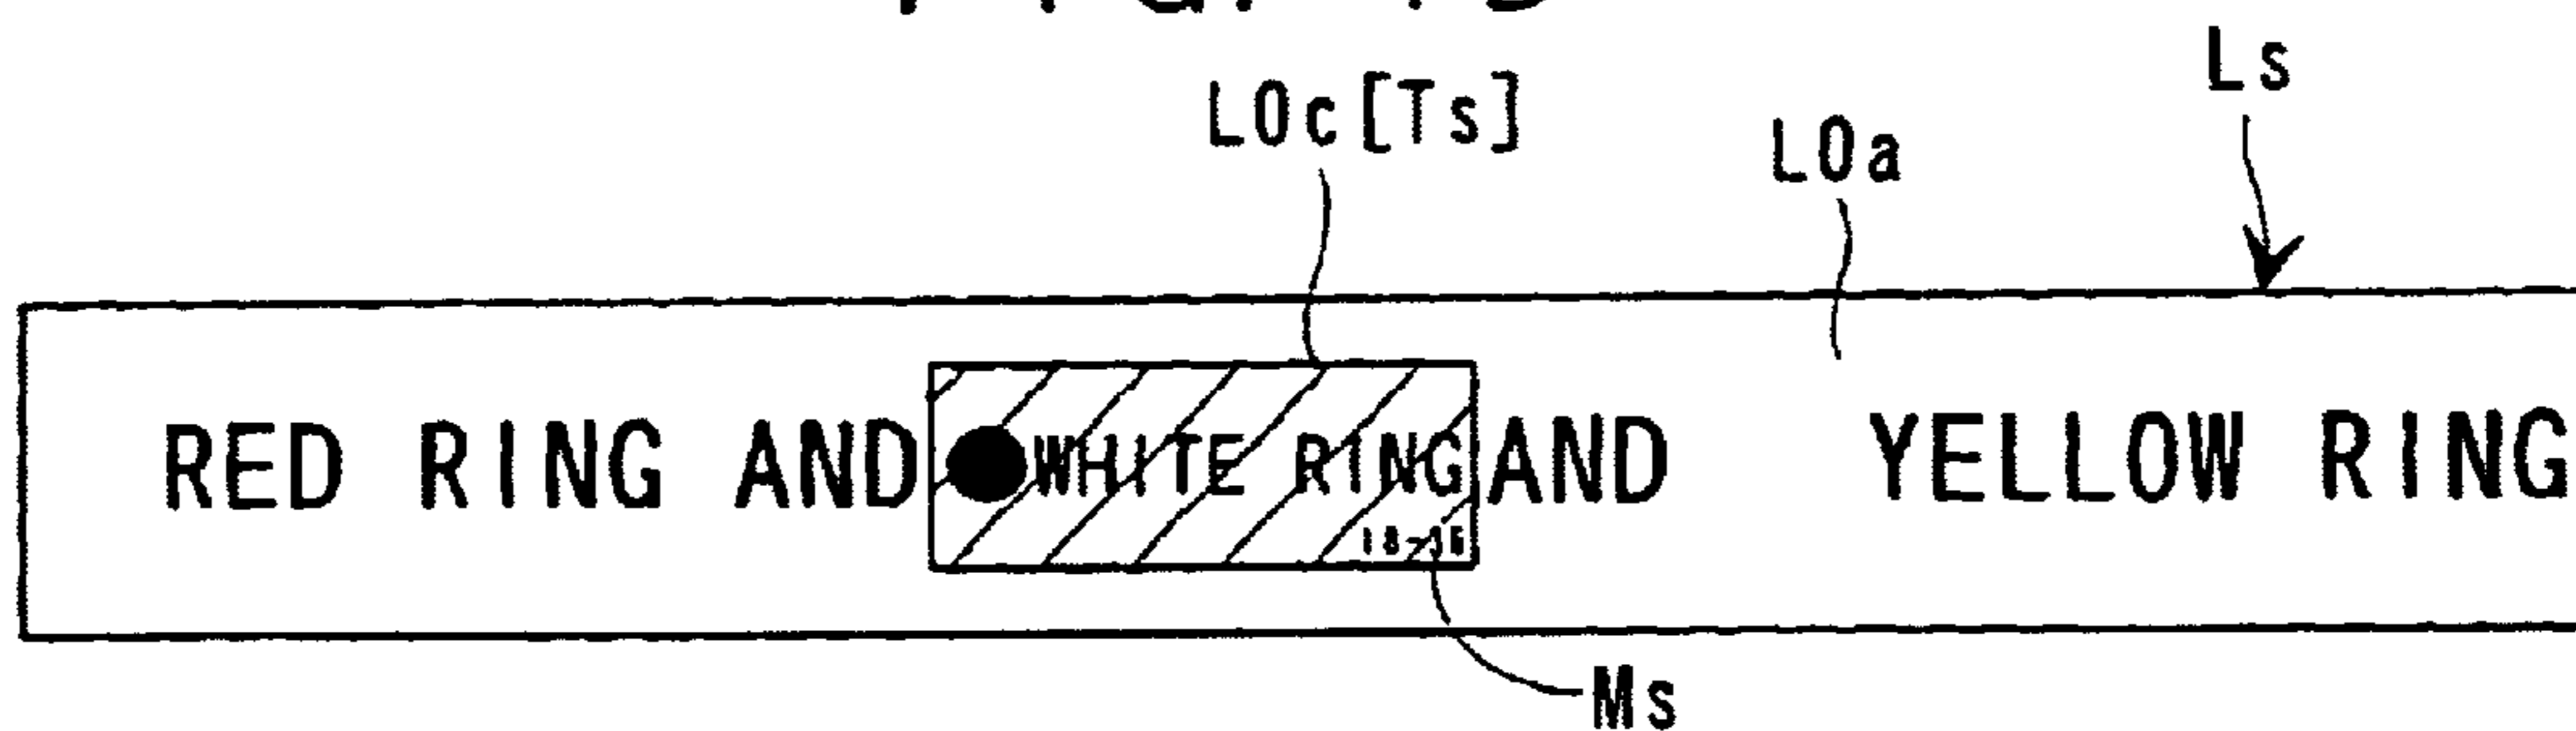 L0c[Ts]
L0a
Ls
RED RING AND ●WHITE RING AND YELLOW RING
Ms